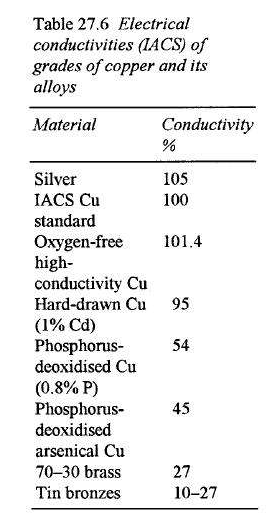 Table 27.6 Electrical
conductivities (IACS) of
grades of copper and its
alloys
Material Conductivity
%
Silver 105
IACS Cu 100
standard
Oxygen-free 101.4
high-
conductivity Cu
Hard-drawn Cu 95
(1% Cd)
Phosphorus- 54
deoxidised Cu
(0.8% P)
Phosphorus- 45
deoxidised
arsenical Cu
70–30 brass 27
Tin bronzes 10–27